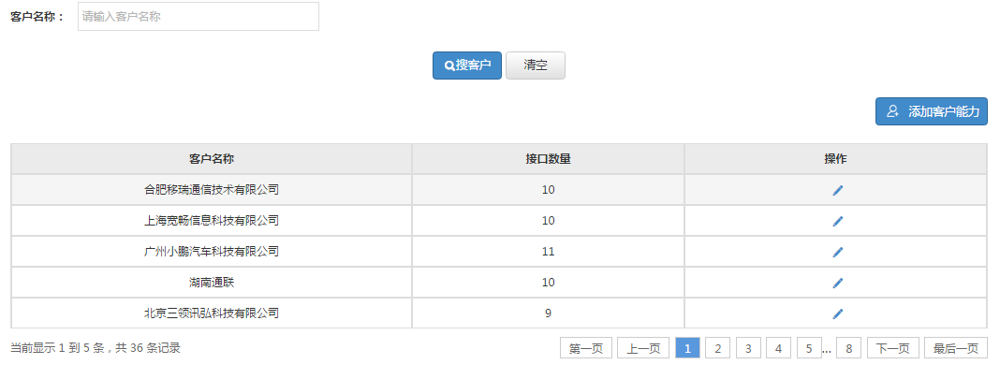 客户名称： 请输入客户名称
搜客户 清空
添加客户能力
客户名称 接口数量 操作
合肥移瑞通信技术有限公司 10
上海宽畅信息科技有限公司 10
广州小鹏汽车科技有限公司 11
湖南通联 10
北京三领讯弘科技有限公司 9
当前显示 1 到 5 条，共 36 条记录 第一页 上一页 1 2 3 4 5 ... 8 下一页 最后一页